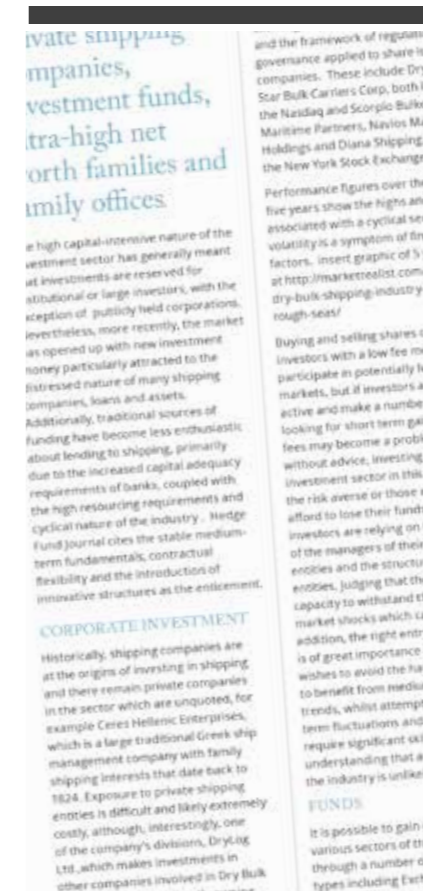 ivate shipping
mpanies,
vestment funds,
tra-high net
orth families and
amily offices.
e high capital-intensive nature of the
vestment sector has generally meant
at investments are reserved for
stitutional or large investors, with the
xception of publicly held corporations.
evertheless, more recently, the market
as opened up with new investment
money particularly attracted to the
distressed nature of many shipping
companies, loans and assets.
Additionally, traditional sources of
funding have become less enthusiastic
about lending to shipping, primarily
due to the increased capital adequacy
requirements of banks, coupled with
the high resourcing requirements and
cyclical nature of the industry . Hedge
Fund Journal cites the stable medium-
term fundamentals, contractual
flexibility and the introduction of
innovative structures as the enticement.
CORPORATE INVESTMENT
Historically, shipping companies are
at the origins of investing in shipping
and there remain private companies
in the sector which are unquoted, for
example Ceres Hellenic Enterprises,
which is a large traditional Greek ship
management company with family
shipping interests that date back to
1824. Exposure to private shipping
entities is difficult and likely extremely
costly, although, interestingly, one
of the company's divisions, DryLog
Ltd.,which makes investments in
other companies involved in Dry Bulk
and the framework of regulati
governance applied to share is
companies. These include Dry
Star Bulk Carriers Corp, both l
the Nasdaq and Scorpio Bulke
Maritime Partners, Navios Ma
Holdings and Diana Shipping
the New York Stock Exchange
Performance figures over the
five years show the highs and
associated with a cyclical se
volatility is a symptom of fin
factors. insert graphic of 5
at http://marketrealist.com
dry-bulk-shipping-industry-
rough-seas/
Buying and selling shares o
investors with a low fee me
participate in potentially l
markets, but if investors a
active and make a numbe
looking for short term gai
fees may become a probl
without advice, investing
investment sector in this
the risk averse or those
afford to lose their funds
investors are relying on
of the managers of their
entities and the structu
entities, judging that the
capacity to withstand t
market shocks which ca
addition, the right entr
is of great importance
wishes to avoid the ha
to benefit from mediu
trends, whilst attempt
term fluctuations and
require significant ski
understanding that a
the industry is unlike
FUNDS
It is possible to gain
various sectors of th
through a number o
types including Exch